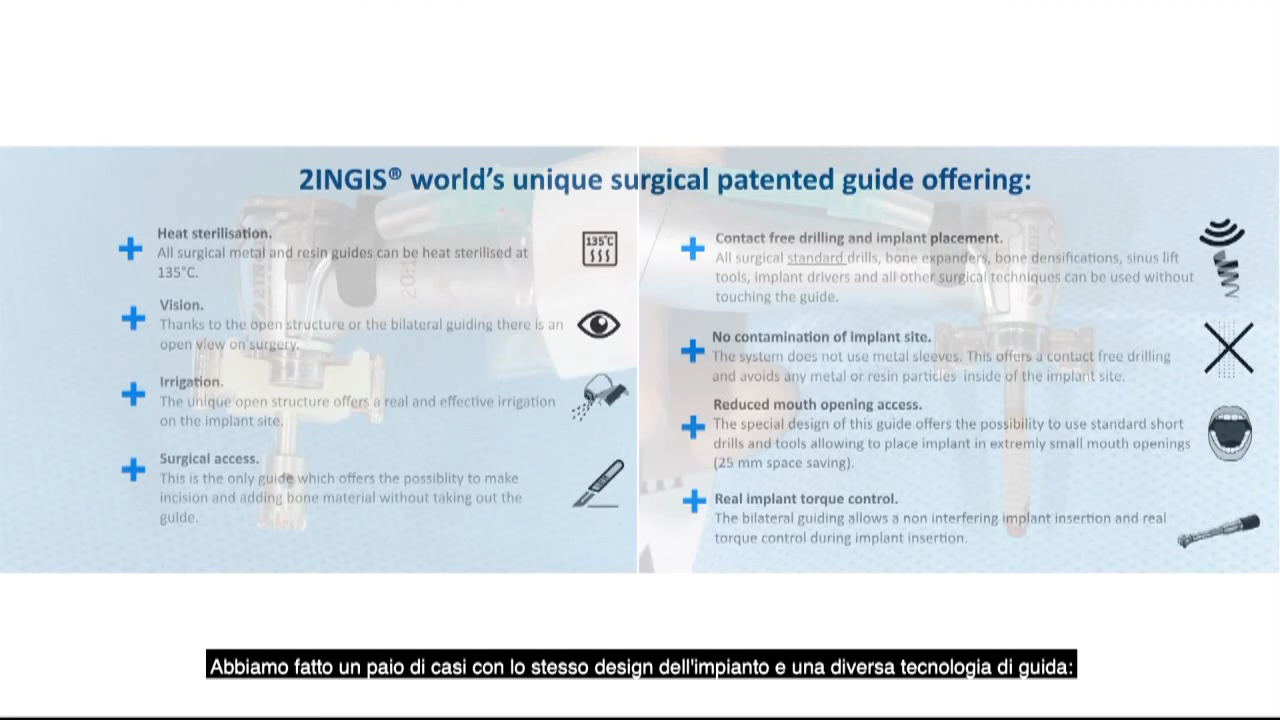 2INGIS® world's unique surgical patented guide offering:
Heat sterilisation.
All surgical metal and resin guides can be heat sterilised at
135°C.
135°C
Vision.
Thanks to the open structure or the bilateral guiding there is an
open view on surgery.
Irrigation.
The unique open structure offers a real and effective irrigation
on the implant site.
Surgical access.
This is the only guide which offers the possiblity to make
incision and adding bone material without taking out the
guide.
Contact free drilling and implant placement.
All surgical standard drills, bone expanders, bone densifications, sinus lift
tools, implant drivers and all other surgical techniques can be used without
touching the guide.
No contamination of implant site.
The system does not use metal sleeves. This offers a contact free drilling
and avoids any metal or resin particles inside of the implant site.
Reduced mouth opening access.
The special design of this guide offers the possibility to use standard short
drills and tools allowing to place implant in extremly small mouth openings
(25 mm space saving).
Real implant torque control.
The bilateral guiding allows a non interfering implant insertion and real
torque control during implant insertion.
Abbiamo fatto un paio di casi con lo stesso design dell'impianto e una diversa tecnologia di guida: